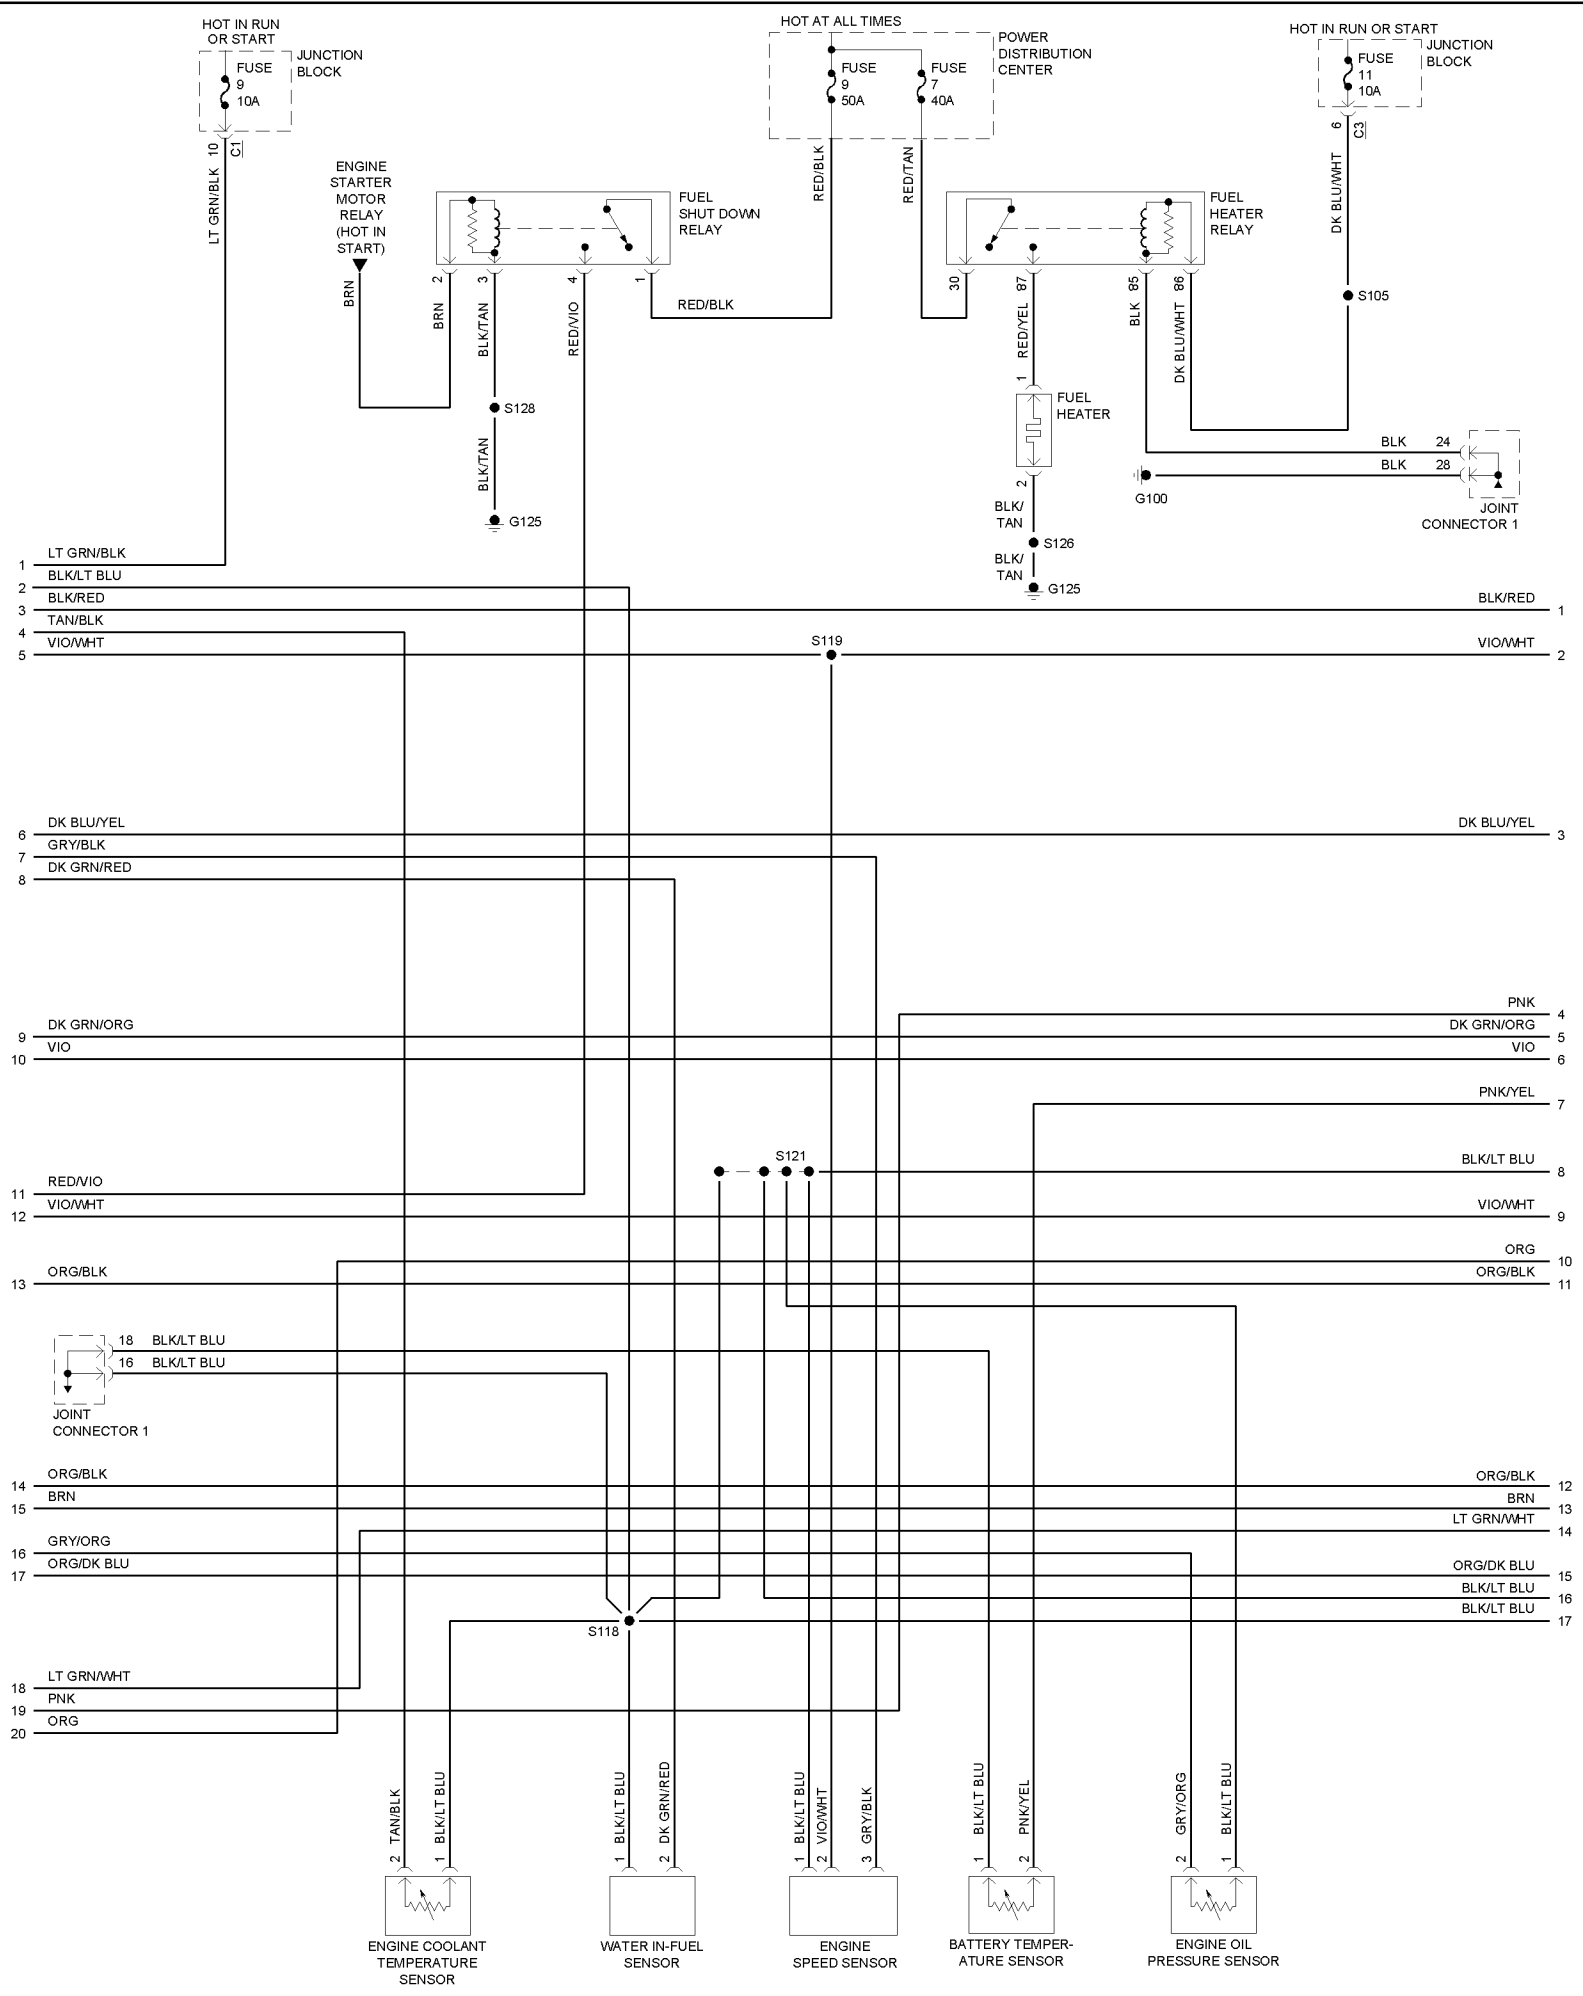 HOT IN RUN
OR START
JUNCTION
BLOCK
FUSE
9
10A
10
C1
LT GRN/BLK
HOT AT ALL TIMES
POWER
DISTRIBUTION
CENTER
FUSE
9
50A
FUSE
7
40A
RED/BLK
RED/TAN
HOT IN RUN OR START
JUNCTION
BLOCK
FUSE
11
10A
6
C3
DK BLU/WHT
S105
ENGINE
STARTER
MOTOR
RELAY
(HOT IN
START)
BRN
FUEL
SHUT DOWN
RELAY
2
3
4
1
BRN
BLK/TAN
RED/VIO
RED/BLK
S128
BLK/TAN
G125
FUEL
HEATER
RELAY
30
87
85
86
RED/YEL
BLK
DK BLU/WHT
1
FUEL
HEATER
2
BLK/
TAN
S126
BLK/
TAN
G125
BLK 24
BLK 28
G100
JOINT
CONNECTOR 1
1 LT GRN/BLK
2 BLK/LT BLU
3 BLK/RED
BLK/RED 1
4 TAN/BLK
5 VIO/WHT
S119
VIO/WHT 2
6 DK BLU/YEL
DK BLU/YEL 3
7 GRY/BLK
8 DK GRN/RED
PNK 4
9 DK GRN/ORG
DK GRN/ORG 5
10 VIO
VIO 6
PNK/YEL 7
S121
BLK/LT BLU 8
11 RED/VIO
12 VIO/WHT
VIO/WHT 9
ORG 10
13 ORG/BLK
ORG/BLK 11
18 BLK/LT BLU
16 BLK/LT BLU
JOINT
CONNECTOR 1
14 ORG/BLK
ORG/BLK 12
15 BRN
BRN 13
LT GRN/WHT 14
16 GRY/ORG
17 ORG/DK BLU
ORG/DK BLU 15
BLK/LT BLU 16
BLK/LT BLU 17
S118
18 LT GRN/WHT
19 PNK
20 ORG
2 TAN/BLK
1 BLK/LT BLU
1 BLK/LT BLU
2 DK GRN/RED
1 BLK/LT BLU
2 VIO/WHT
3 GRY/BLK
1 BLK/LT BLU
2 PNK/YEL
2 GRY/ORG
1 BLK/LT BLU
ENGINE COOLANT
TEMPERATURE
SENSOR
WATER IN-FUEL
SENSOR
ENGINE
SPEED SENSOR
BATTERY TEMPER-
ATURE SENSOR
ENGINE OIL
PRESSURE SENSOR